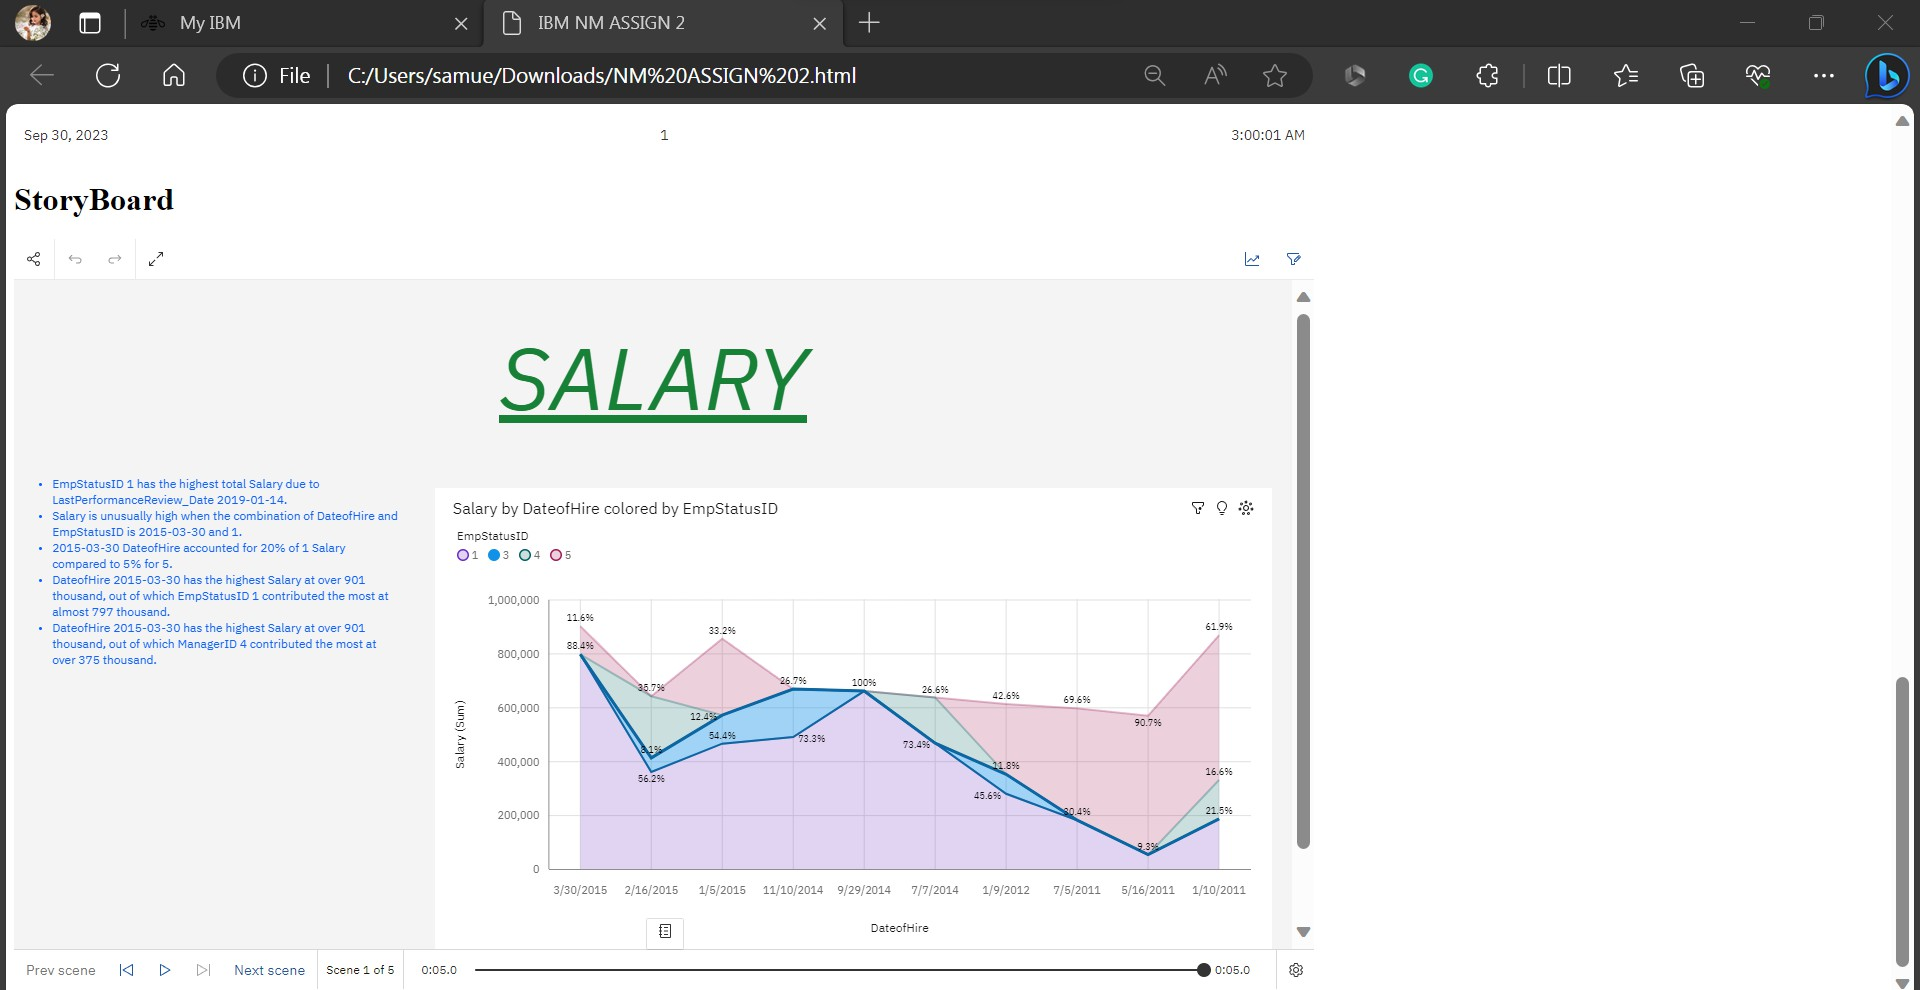 My IBM
IBM NM ASSIGN 2
File
C:/Users/samue/Downloads/NM%20ASSIGN%202.html
Sep 30, 2023
1
3:00:01 AM
StoryBoard
SALARY
• EmpStatusID 1 has the highest total Salary due to
LastPerformanceReview_Date 2019-01-14.
• Salary is unusually high when the combination of DateofHire and
EmpStatusID is 2015-03-30 and 1.
• 2015-03-30 DateofHire accounted for 20% of 1 Salary
compared to 5% for 5.
• DateofHire 2015-03-30 has the highest Salary at over 901
thousand, out of which EmpStatusID 1 contributed the most at
almost 797 thousand.
• DateofHire 2015-03-30 has the highest Salary at over 901
thousand, out of which ManagerID 4 contributed the most at
over 375 thousand.
Salary by DateofHire colored by EmpStatusID
EmpStatusID
1 3 4 5
Salary (Sum)
1,000,000
800,000
600,000
400,000
200,000
0
11.6%
88.4%
35.7%
8.1%
56.2%
33.2%
12.4%
54.4%
26.7%
73.3%
100%
26.6%
73.4%
42.6%
11.8%
45.6%
69.6%
30.4%
90.7%
9.3%
61.9%
16.6%
21.5%
3/30/2015 2/16/2015 1/5/2015 11/10/2014 9/29/2014 7/7/2014 1/9/2012 7/5/2011 5/16/2011 1/10/2011
DateofHire
Prev scene
Next scene
Scene 1 of 5
0:05.0
0:05.0